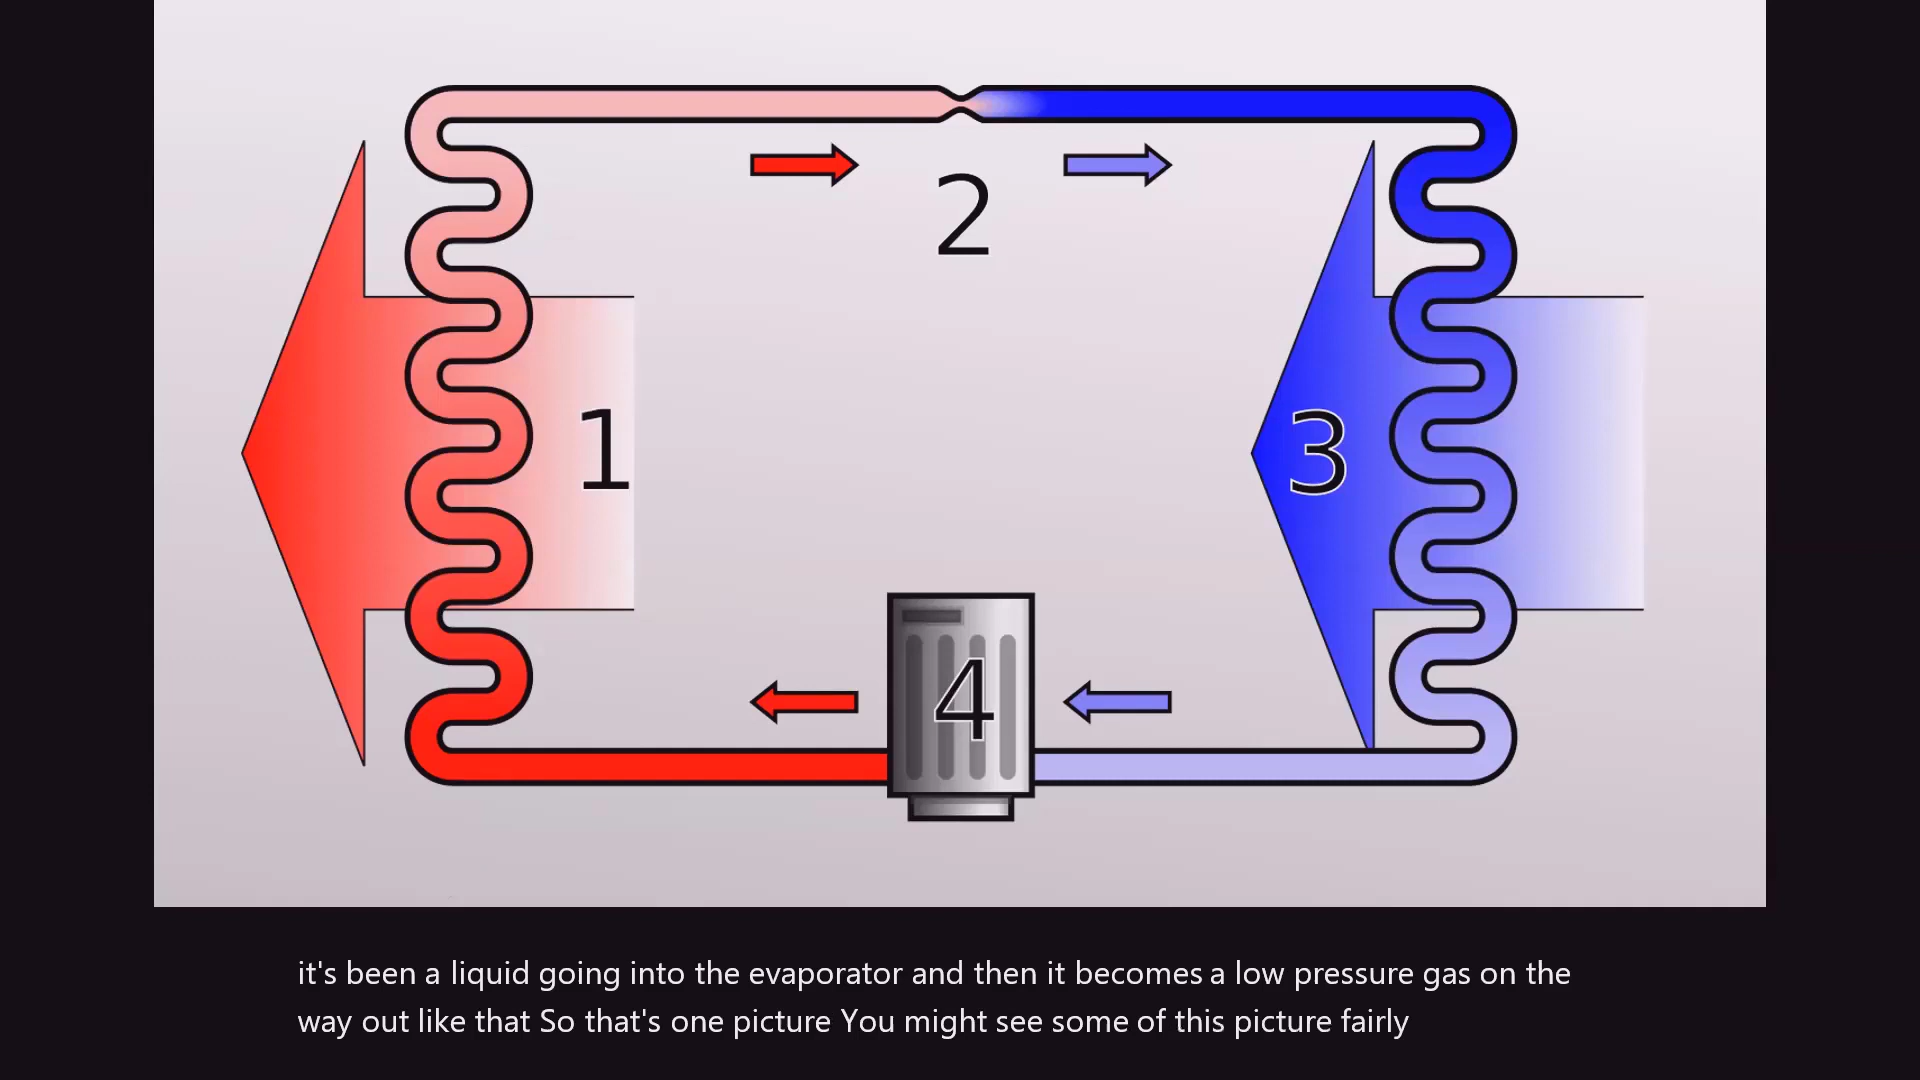 2
1
3
4
it's been a liquid going into the evaporator and then it becomes a low pressure gas on the
way out like that So that's one picture You might see some of this picture fairly